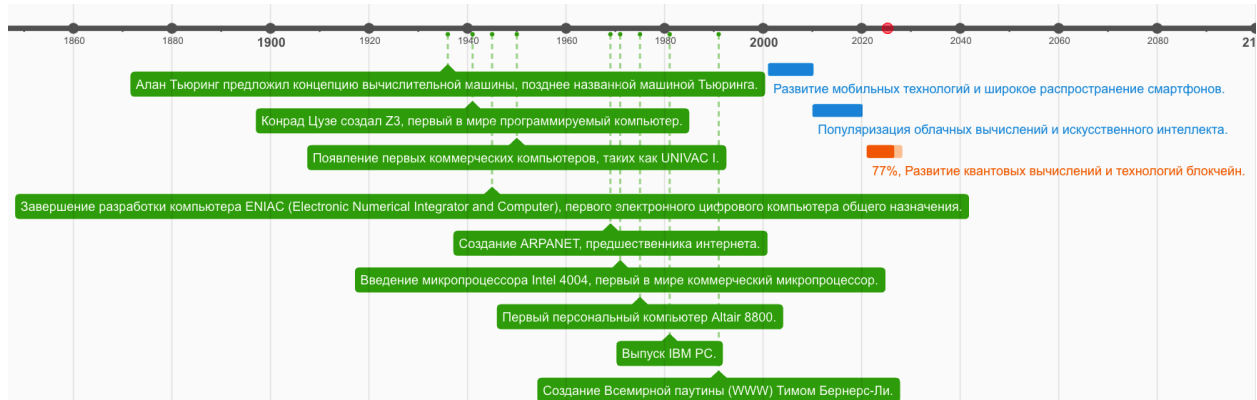 1860 1880 1900 1920 1940 1960 1980 2000 2020 2040 2060 2080 21
Алан Тьюринг предложил концепцию вычислительной машины, позднее названной машиной Тьюринга.
Развитие мобильных технологий и широкое распространение смартфонов.
Конрад Цузе создал Z3, первый в мире программируемый компьютер.
Популяризация облачных вычислений и искусственного интеллекта.
Появление первых коммерческих компьютеров, таких как UNIVAC I.
77%, Развитие квантовых вычислений и технологий блокчейн.
Завершение разработки компьютера ENIAC (Electronic Numerical Integrator and Computer), первого электронного цифрового компьютера общего назначения.
Создание ARPANET, предшественника интернета.
Введение микропроцессора Intel 4004, первый в мире коммерческий микропроцессор.
Первый персональный компьютер Altair 8800.
Выпуск IBM PC.
Создание Всемирной паутины (WWW) Тимом Бернерс-Ли.